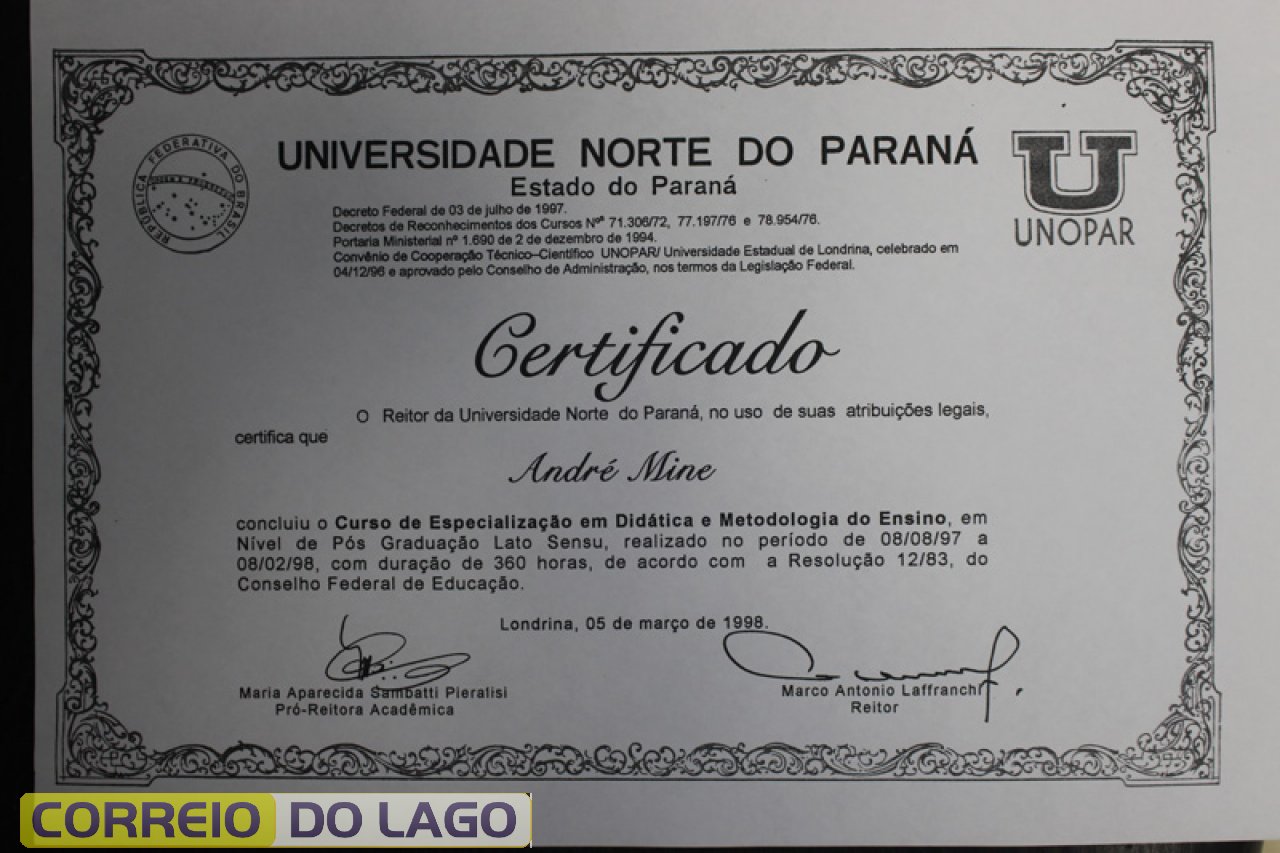 REPÚBLICA FEDERATIVA DO BRASIL
UNIVERSIDADE NORTE DO PARANÁ
Estado do Paraná
UNOPAR
Decreto Federal de 03 de julho de 1997.
Decretos de Reconhecimentos dos Cursos Nºˢ 71.306/72, 77.197/76 e 78.954/76.
Portaria Ministerial nº 1.690 de 2 de dezembro de 1994.
Convênio de Cooperação Técnico-Científico UNOPAR/ Universidade Estadual de Londrina, celebrado em
04/12/96 e aprovado pelo Conselho de Administração, nos termos da Legislação Federal.
Certificado
O Reitor da Universidade Norte do Paraná, no uso de suas atribuições legais,
certifica que
André Mine
concluiu o Curso de Especialização em Didática e Metodologia do Ensino, em
Nível de Pós Graduação Lato Sensu, realizado no período de 08/08/97 a
08/02/98, com duração de 360 horas, de acordo com a Resolução 12/83, do
Conselho Federal de Educação.
Londrina, 05 de março de 1998.
Maria Aparecida Sambatti Pieralisi
Pró-Reitora Acadêmica
Marco Antonio Laffranchi
Reitor
CORREIO DO LAGO